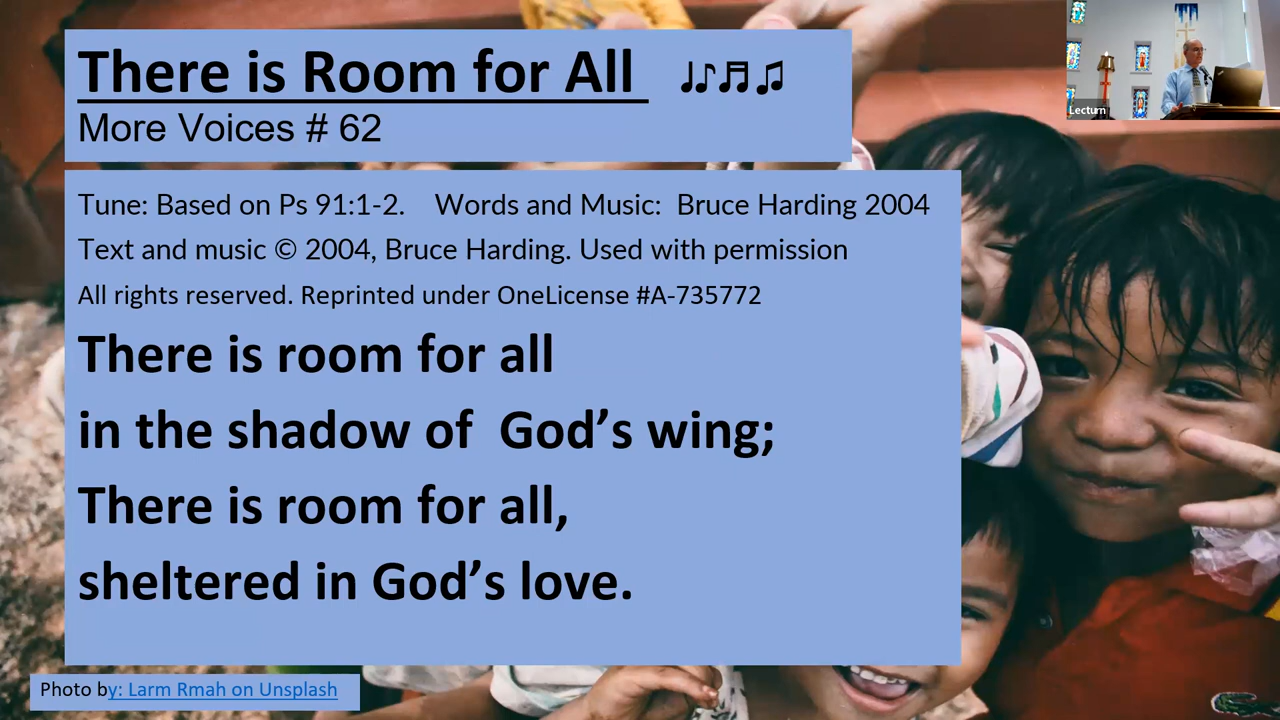 There is Room for All ♩♪♬♫
More Voices # 62
Tune: Based on Ps 91:1-2. Words and Music: Bruce Harding 2004
Text and music © 2004, Bruce Harding. Used with permission
All rights reserved. Reprinted under OneLicense #A-735772
There is room for all
in the shadow of God’s wing;
There is room for all,
sheltered in God’s love.
Photo by: Larm Rmah on Unsplash